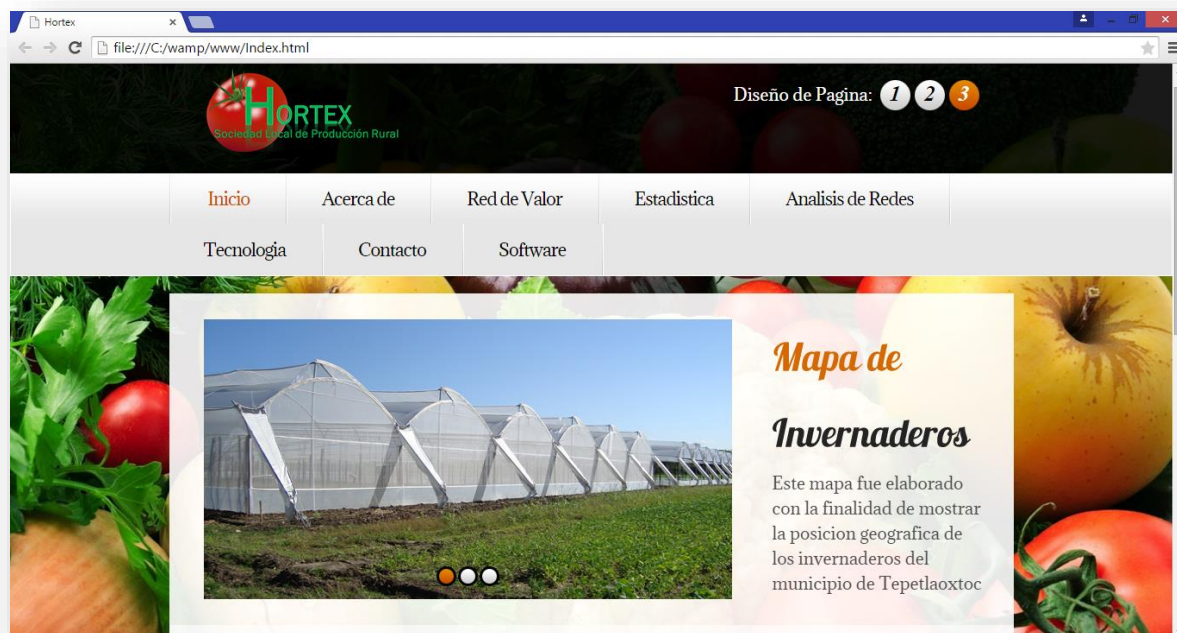 Hortex
file:///C:/wamp/www/Index.html
HORTEX
Sociedad Local de Producción Rural
Diseño de Pagina: 1 2 3
Inicio Acerca de Red de Valor Estadistica Analisis de Redes
Tecnologia Contacto Software
Mapa de
Invernaderos
Este mapa fue elaborado
con la finalidad de mostrar
la posicion geografica de
los invernaderos del
municipio de Tepetlaoxtoc